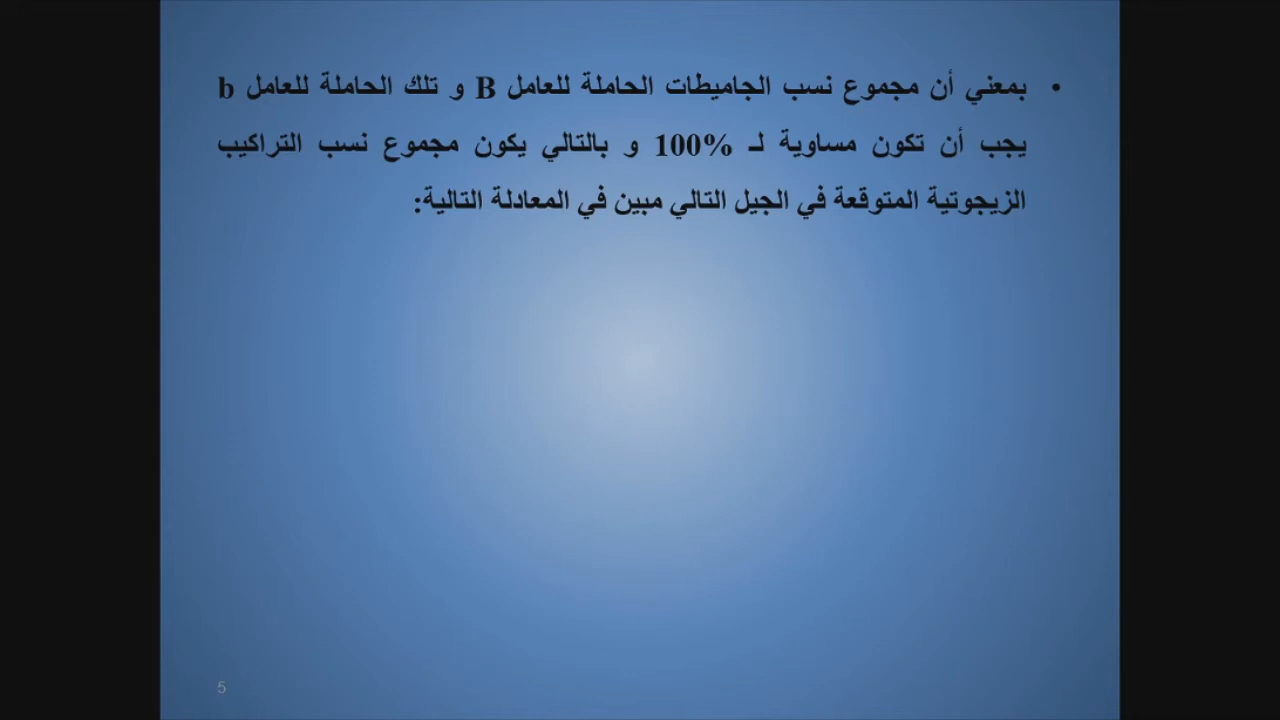 • بمعني أن مجموع نسب الجاميطات الحاملة للعامل B و تلك الحاملة للعامل b
يجب أن تكون مساوية لـ 100% و بالتالي يكون مجموع نسب التراكيب
الزيجوتية المتوقعة في الجيل التالي مبين في المعادلة التالية:
5